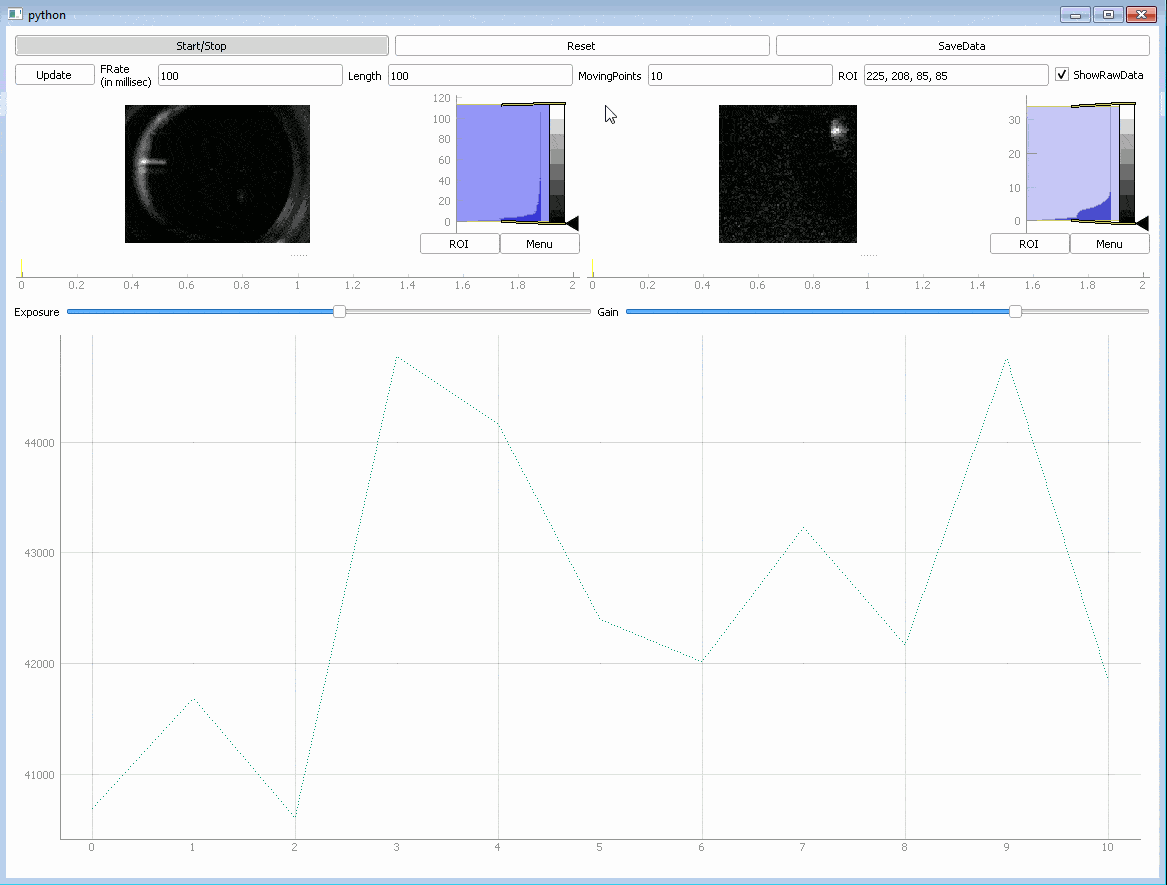 python
Start/Stop Reset SaveData
Update FRate (in millisec) 100 Length 100 MovingPoints 10 ROI 225, 208, 85, 85 ShowRawData
120
100
80
60
40
20
0
ROI Menu
30
20
10
0
ROI Menu
0 0.2 0.4 0.6 0.8 1 1.2 1.4 1.6 1.8 2
0 0.2 0.4 0.6 0.8 1 1.2 1.4 1.6 1.8 2
Exposure Gain
44000
43000
42000
41000
0 1 2 3 4 5 6 7 8 9 10